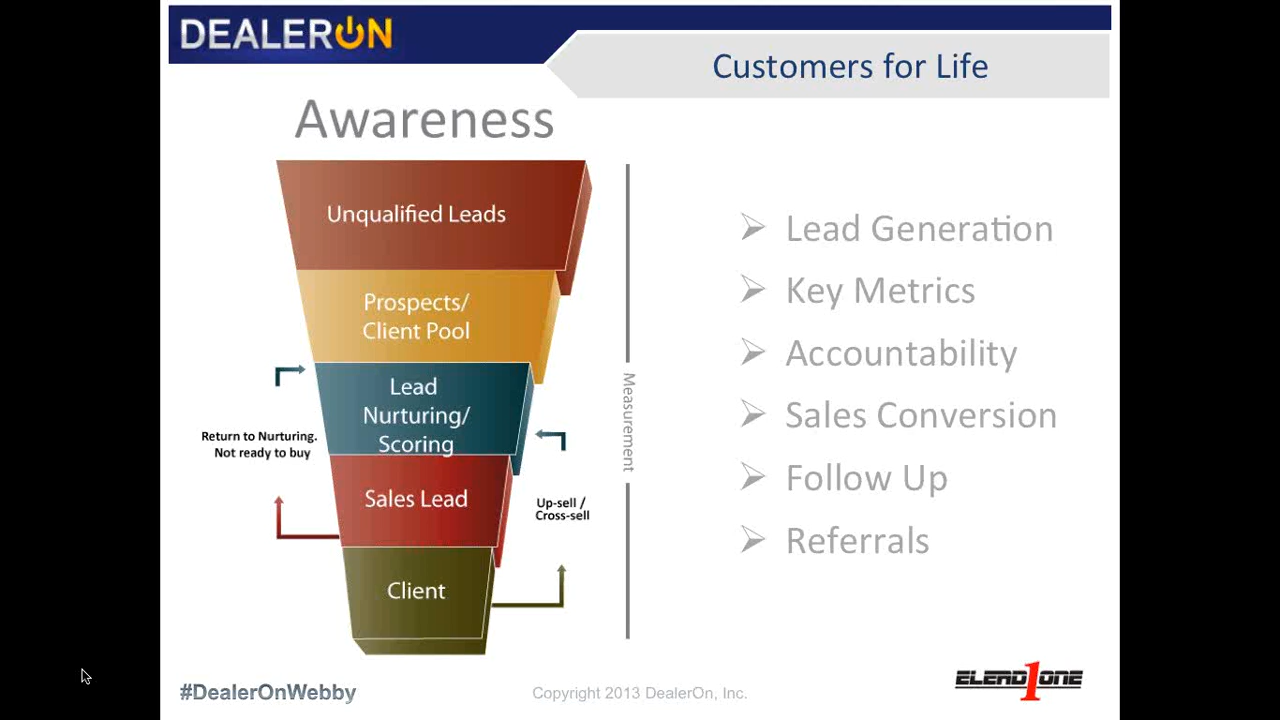 DEALERON
Customers for Life
Awareness
Unqualified Leads
Prospects/
Client Pool
Lead
Nurturing/
Scoring
Sales Lead
Client
Return to Nurturing.
Not ready to buy
Up-sell /
Cross-sell
Measurement
Lead Generation
Key Metrics
Accountability
Sales Conversion
Follow Up
Referrals
#DealerOnWebby
Copyright 2013 DealerOn, Inc.
ELEAD1ONE